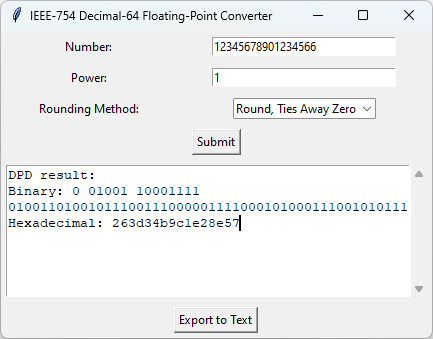 IEEE-754 Decimal-64 Floating-Point Converter
Number: 12345678901234566
Power: 1
Rounding Method: Round, Ties Away Zero
Submit
DPD result:
Binary: 0 01001 10001111
01001101001011100111000001111000101000111001010111
Hexadecimal: 263d34b9c1e28e57
Export to Text